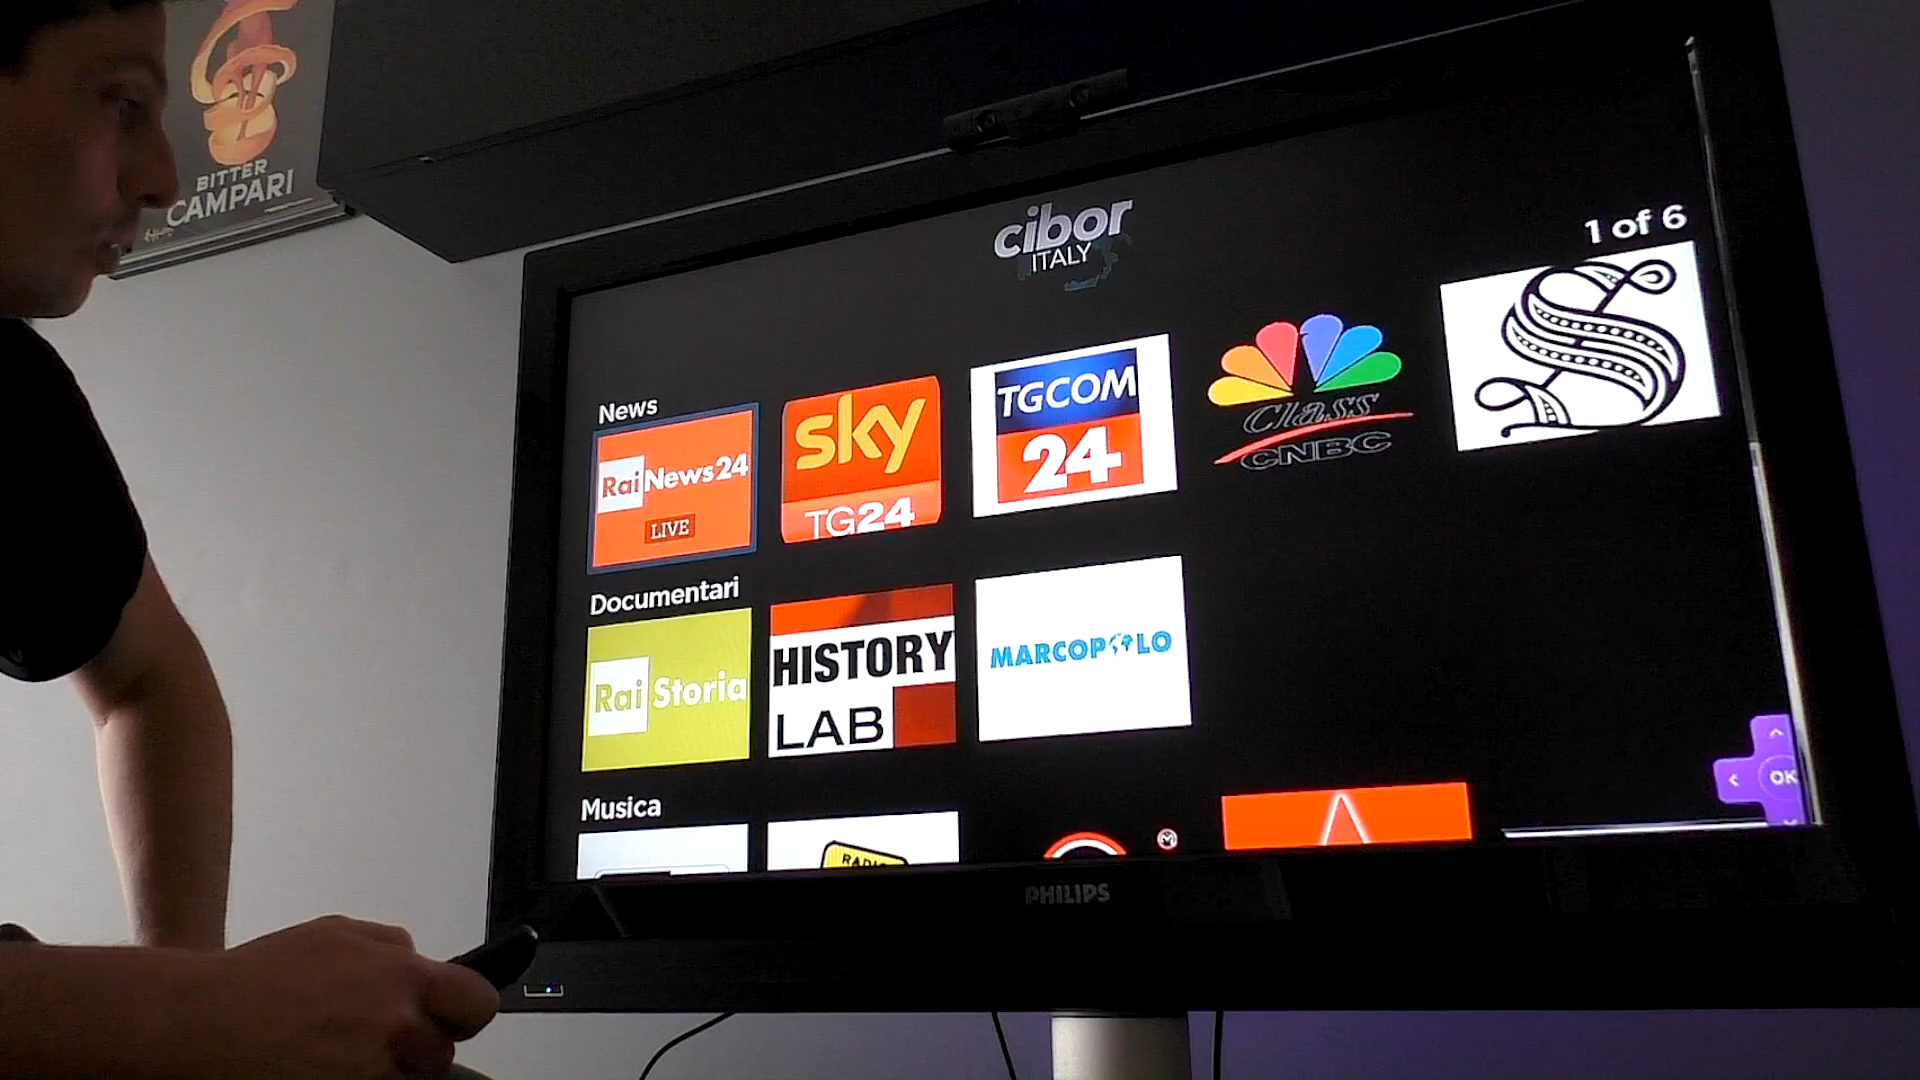 BITTER
CAMPARI
cibor
ITALY
1 of 6
News
Rai News24
LIVE
sky
TG24
TGCOM
24
Class
CNBC
S
Documentari
Rai Storia
HISTORY
LAB
MARCOPOLO
OK
Musica
RADIO
M
PHILIPS